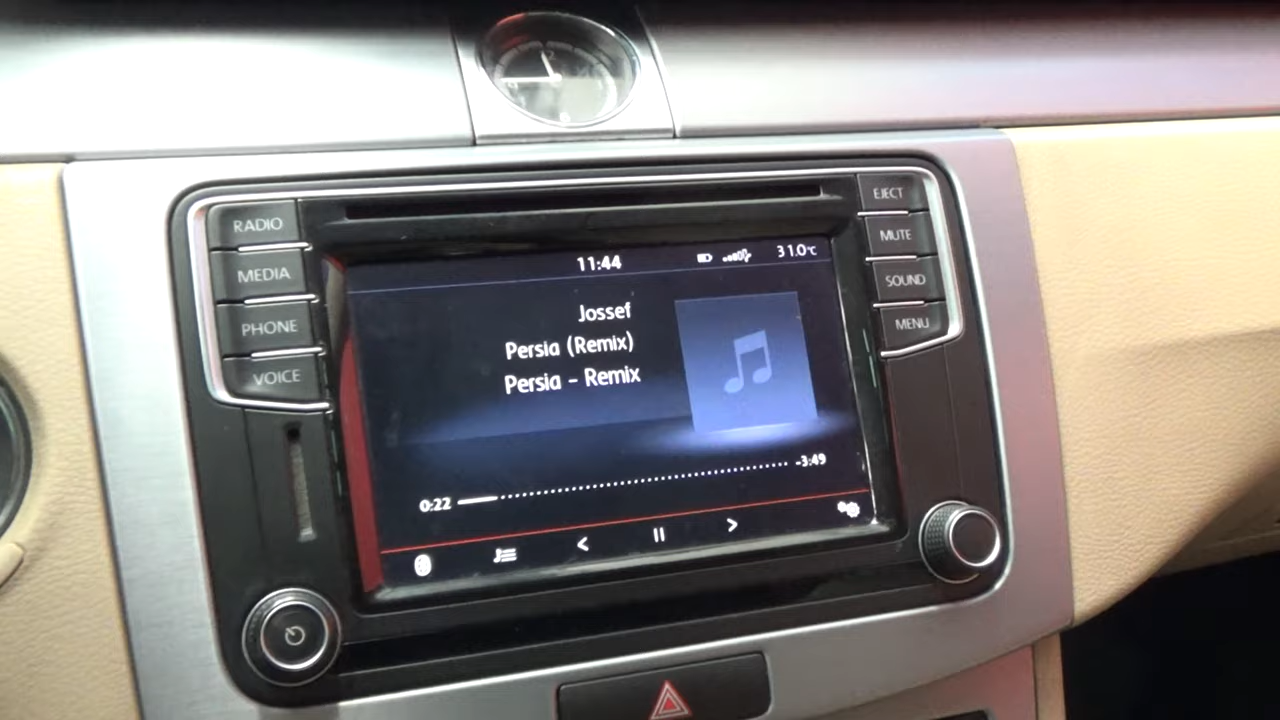 RADIO
MEDIA
PHONE
VOICE
EJECT
MUTE
SOUND
MENU
11:44
31.0°C
Jossef
Persia (Remix)
Persia - Remix
0:22
-3:49